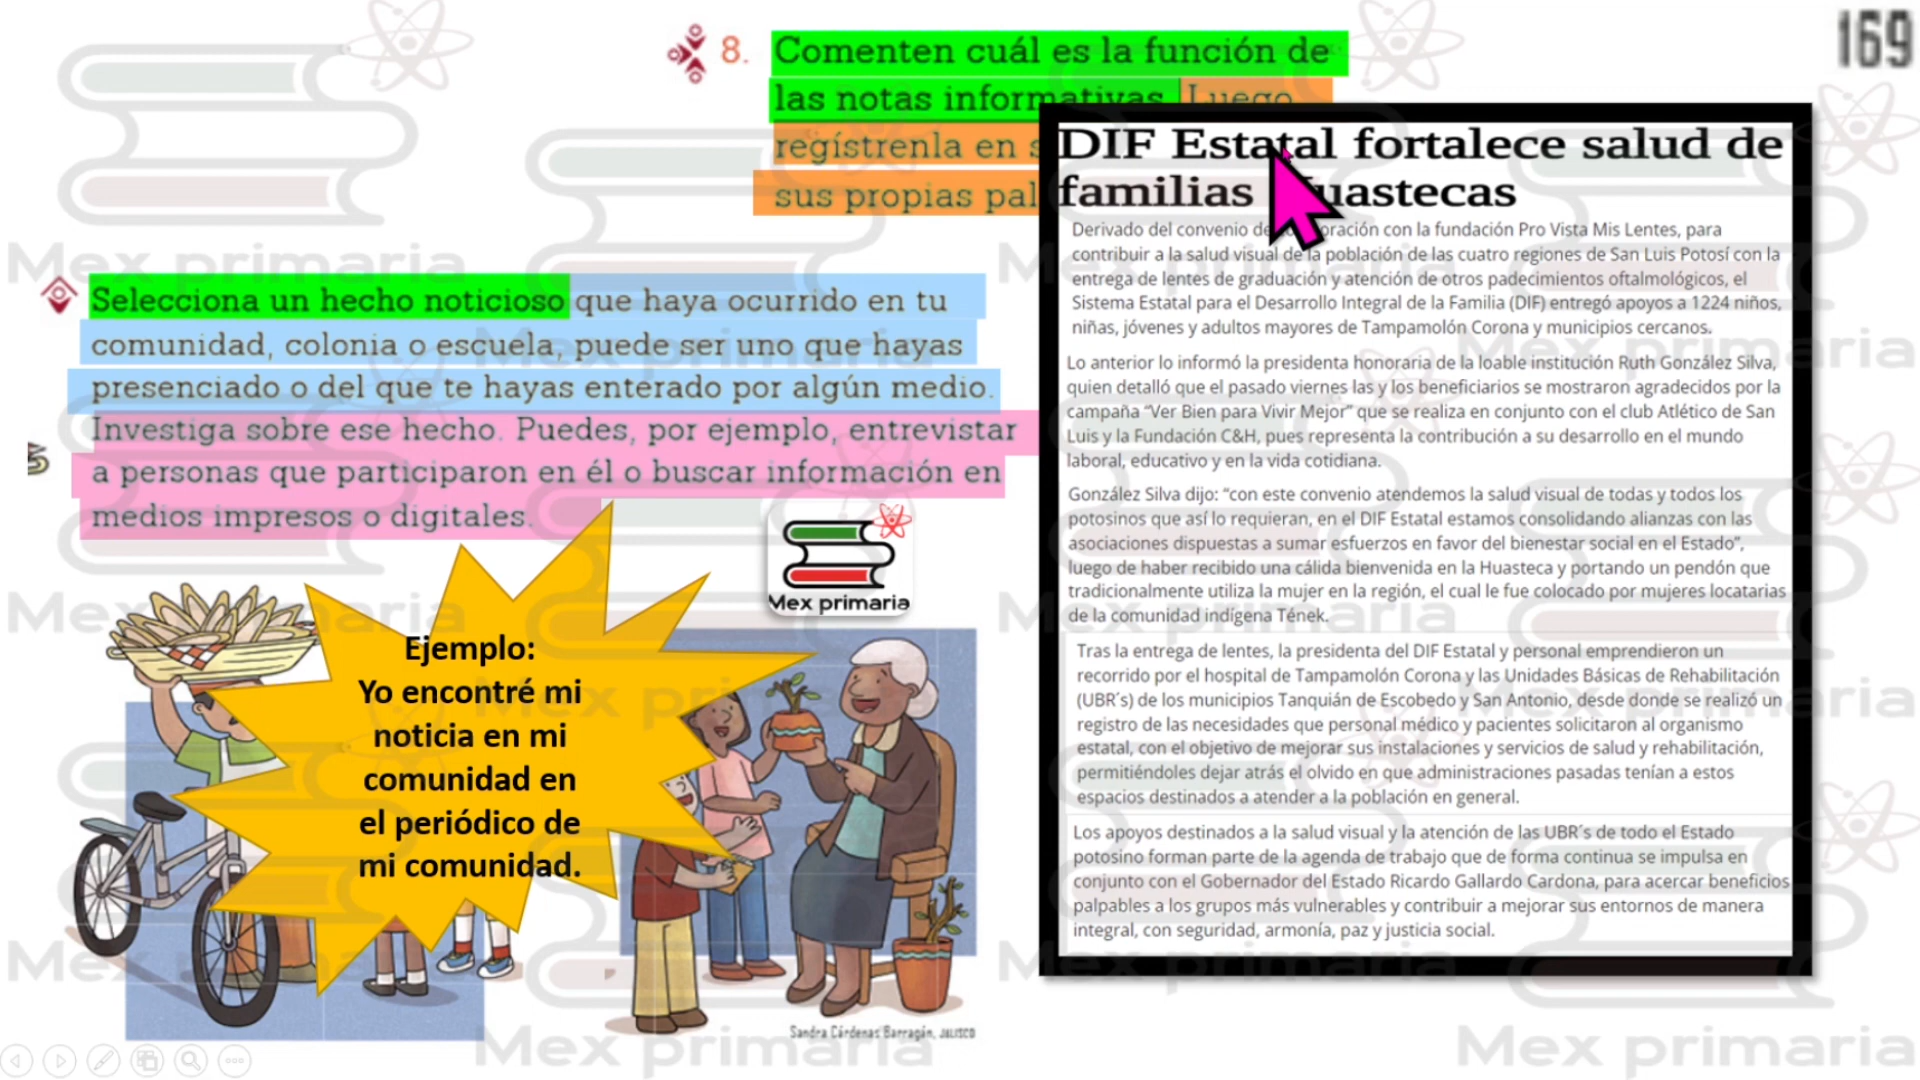 169
8. Comenten cuál es la función de
las notas informativas. Luego
regístrenla en
sus propias
Selecciona un hecho noticioso que haya ocurrido en tu
comunidad, colonia o escuela, puede ser uno que hayas
presenciado o del que te hayas enterado por algún medio.
Investiga sobre ese hecho. Puedes, por ejemplo, entrevistar
a personas que participaron en él o buscar información en
medios impresos o digitales.
Mex primaria
Ejemplo:
Yo encontré mi
noticia en mi
comunidad en
el periódico de
mi comunidad.
Sandra Cárdenas Barragán, JALISCO
DIF Estatal fortalece salud de
familias uastecas
Derivado del convenio de oración con la fundación Pro Vista Mis Lentes, para
contribuir a la salud visual de la población de las cuatro regiones de San Luis Potosí con la
entrega de lentes de graduación y atención de otros padecimientos oftalmológicos, el
Sistema Estatal para el Desarrollo Integral de la Familia (DIF) entregó apoyos a 1224 niños,
niñas, jóvenes y adultos mayores de Tampamolón Corona y municipios cercanos.
Lo anterior lo informó la presidenta honoraria de la loable institución Ruth González Silva,
quien detalló que el pasado viernes las y los beneficiarios se mostraron agradecidos por la
campaña “Ver Bien para Vivir Mejor” que se realiza en conjunto con el club Atlético de San
Luis y la Fundación C&H, pues representa la contribución a su desarrollo en el mundo
laboral, educativo y en la vida cotidiana.
González Silva dijo: “con este convenio atendemos la salud visual de todas y todos los
potosinos que así lo requieran, en el DIF Estatal estamos consolidando alianzas con las
asociaciones dispuestas a sumar esfuerzos en favor del bienestar social en el Estado”,
luego de haber recibido una cálida bienvenida en la Huasteca y portando un pendón que
tradicionalmente utiliza la mujer en la región, el cual le fue colocado por mujeres locatarias
de la comunidad indígena Tének.
Tras la entrega de lentes, la presidenta del DIF Estatal y personal emprendieron un
recorrido por el hospital de Tampamolón Corona y las Unidades Básicas de Rehabilitación
(UBR´s) de los municipios Tanquián de Escobedo y San Antonio, desde donde se realizó un
registro de las necesidades que personal médico y pacientes solicitaron al organismo
estatal, con el objetivo de mejorar sus instalaciones y servicios de salud y rehabilitación,
permitiéndoles dejar atrás el olvido en que administraciones pasadas tenían a estos
espacios destinados a atender a la población en general.
Los apoyos destinados a la salud visual y la atención de las UBR´s de todo el Estado
potosino forman parte de la agenda de trabajo que de forma continua se impulsa en
conjunto con el Gobernador del Estado Ricardo Gallardo Cardona, para acercar beneficios
palpables a los grupos más vulnerables y contribuir a mejorar sus entornos de manera
integral, con seguridad, armonía, paz y justicia social.